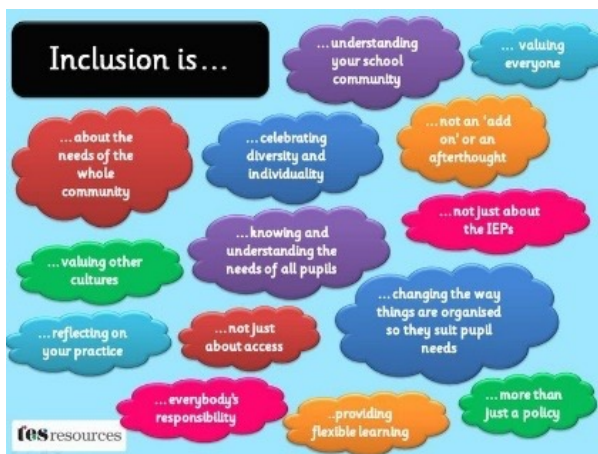 Inclusion is...
...understanding
your school
community
... valuing
everyone
...about the
needs of the
whole
community
...celebrating
diversity and
individuality
...not an 'add
on' or an
afterthought
...not just about
the IEPs
...knowing and
understanding the
needs of all pupils
...valuing other
cultures
...changing the way
things are organised
so they suit pupil
needs
...reflecting on
your practice
...not just
about access
...everybody's
responsibility
..providing
flexible learning
...more than
just a policy
tes resources